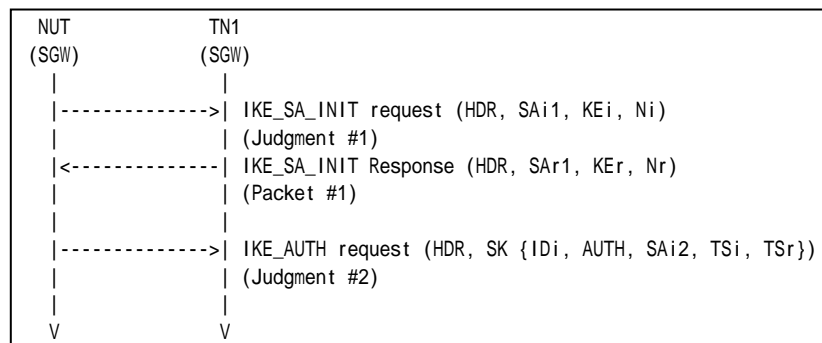 NUT TN1
(SGW) (SGW)
| |
|-------------->| IKE_SA_INIT request (HDR, SAi1, KEi, Ni)
| | (Judgment #1)
|<--------------| IKE_SA_INIT Response (HDR, SAr1, KEr, Nr)
| | (Packet #1)
| |
|-------------->| IKE_AUTH request (HDR, SK {IDi, AUTH, SAi2, TSi, TSr})
| | (Judgment #2)
| |
V V